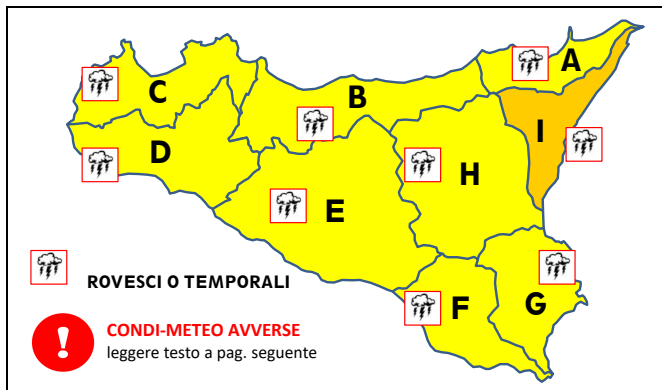 A
C
B
I
D
H
E
ROVESCI O TEMPORALI
F
G
!
CONDI-METEO AVVERSE
leggere testo a pag. seguente